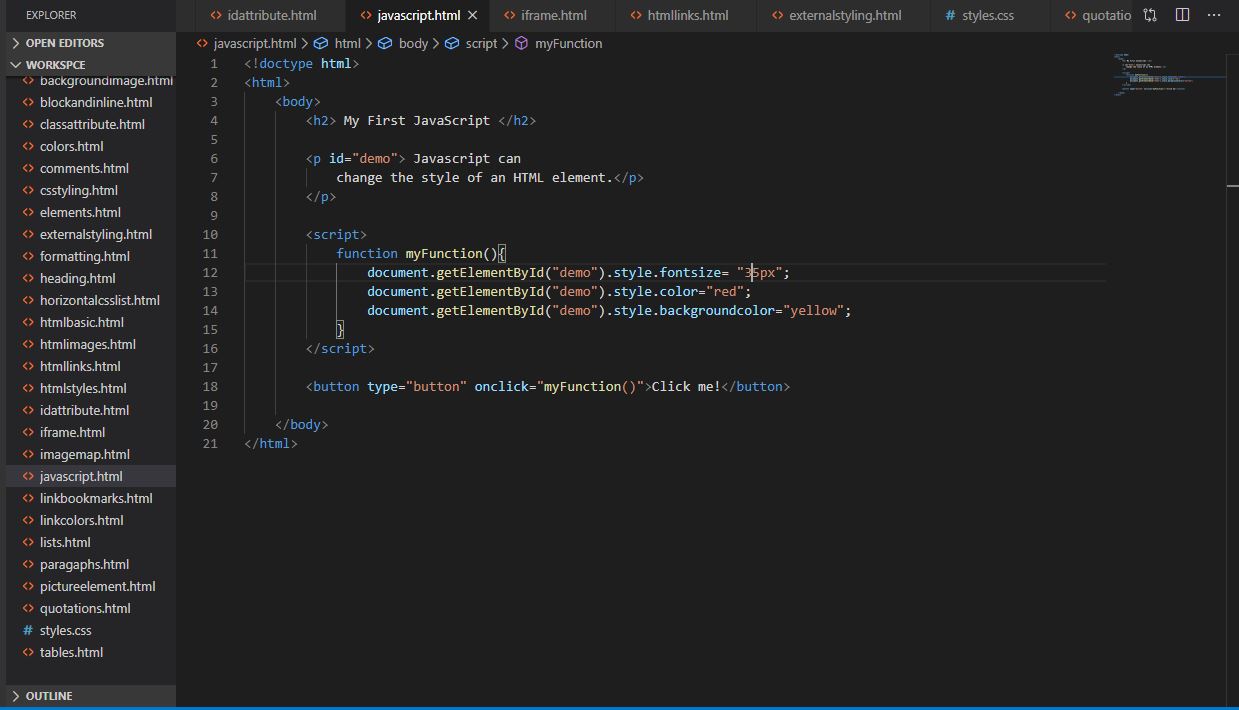 EXPLORER
OPEN EDITORS
WORKSPCE
backgroundimage.html
blockandinline.html
classattribute.html
colors.html
comments.html
csstyling.html
elements.html
externalstyling.html
formatting.html
heading.html
horizontalcsslist.html
htmlbasic.html
htmlimages.html
htmllinks.html
htmlstyles.html
idattribute.html
iframe.html
imagemap.html
javascript.html
linkbookmarks.html
linkcolors.html
lists.html
paragaphs.html
pictureelement.html
quotations.html
# styles.css
tables.html
OUTLINE
idattribute.html javascript.html iframe.html htmllinks.html externalstyling.html # styles.css quotatio
javascript.html > html > body > script > myFunction
1 <!doctype html>
2 <html>
3 <body>
4 <h2> My First JavaScript </h2>
5
6 <p id="demo"> Javascript can
7 change the style of an HTML element.</p>
8 </p>
9
10 <script>
11 function myFunction(){
12 document.getElementById("demo").style.fontsize= "35px";
13 document.getElementById("demo").style.color="red";
14 document.getElementById("demo").style.backgroundcolor="yellow";
15 }
16 </script>
17
18 <button type="button" onclick="myFunction()">Click me!</button>
19
20 </body>
21 </html>